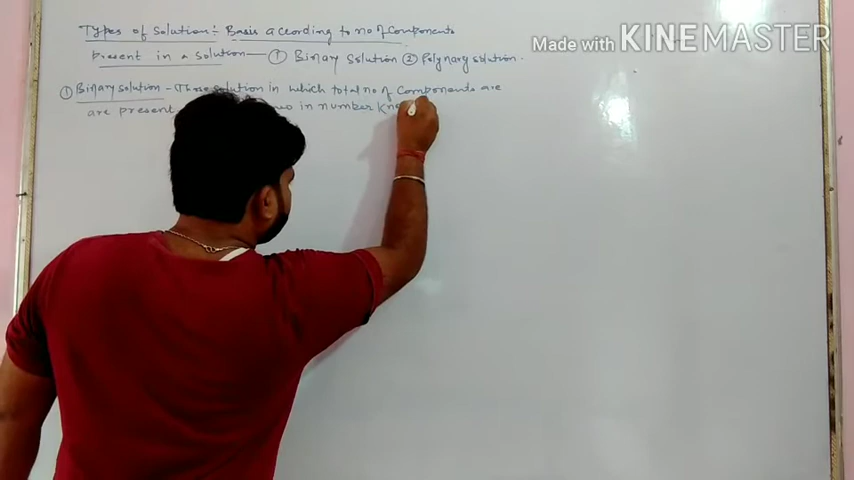 Types of solution:- Basis according to no of Components
Present in a solution — ① Binary solution ② Polynary solution.
① Binary solution - Those solution in which total no of Components are
are present in number Kno
Made with KINEMASTER